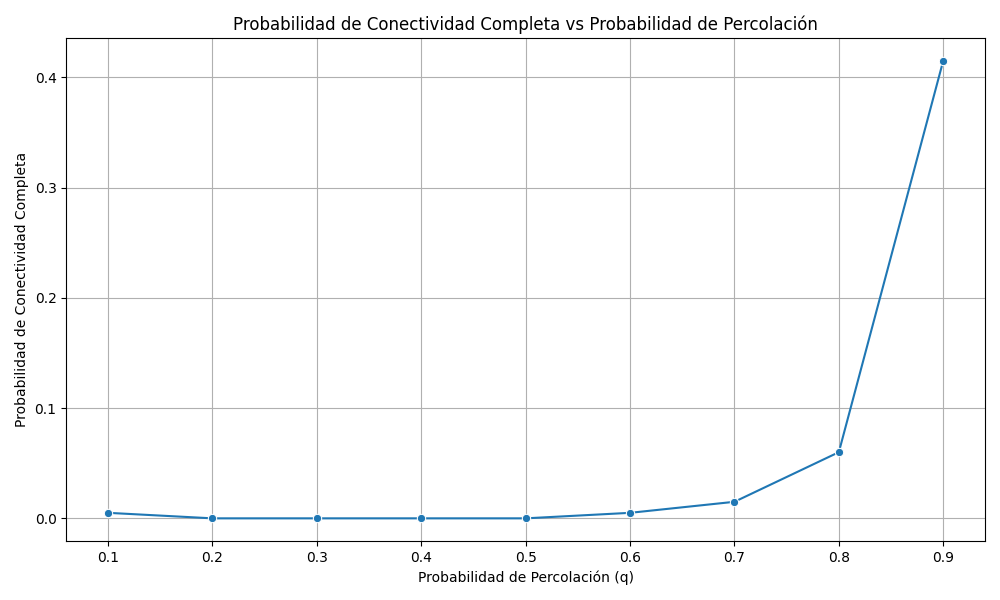 Probabilidad de Conectividad Completa vs Probabilidad de Percolación
Probabilidad de Conectividad Completa
0.4
0.3
0.2
0.1
0.0
0.1 0.2 0.3 0.4 0.5 0.6 0.7 0.8 0.9
Probabilidad de Percolación (q)